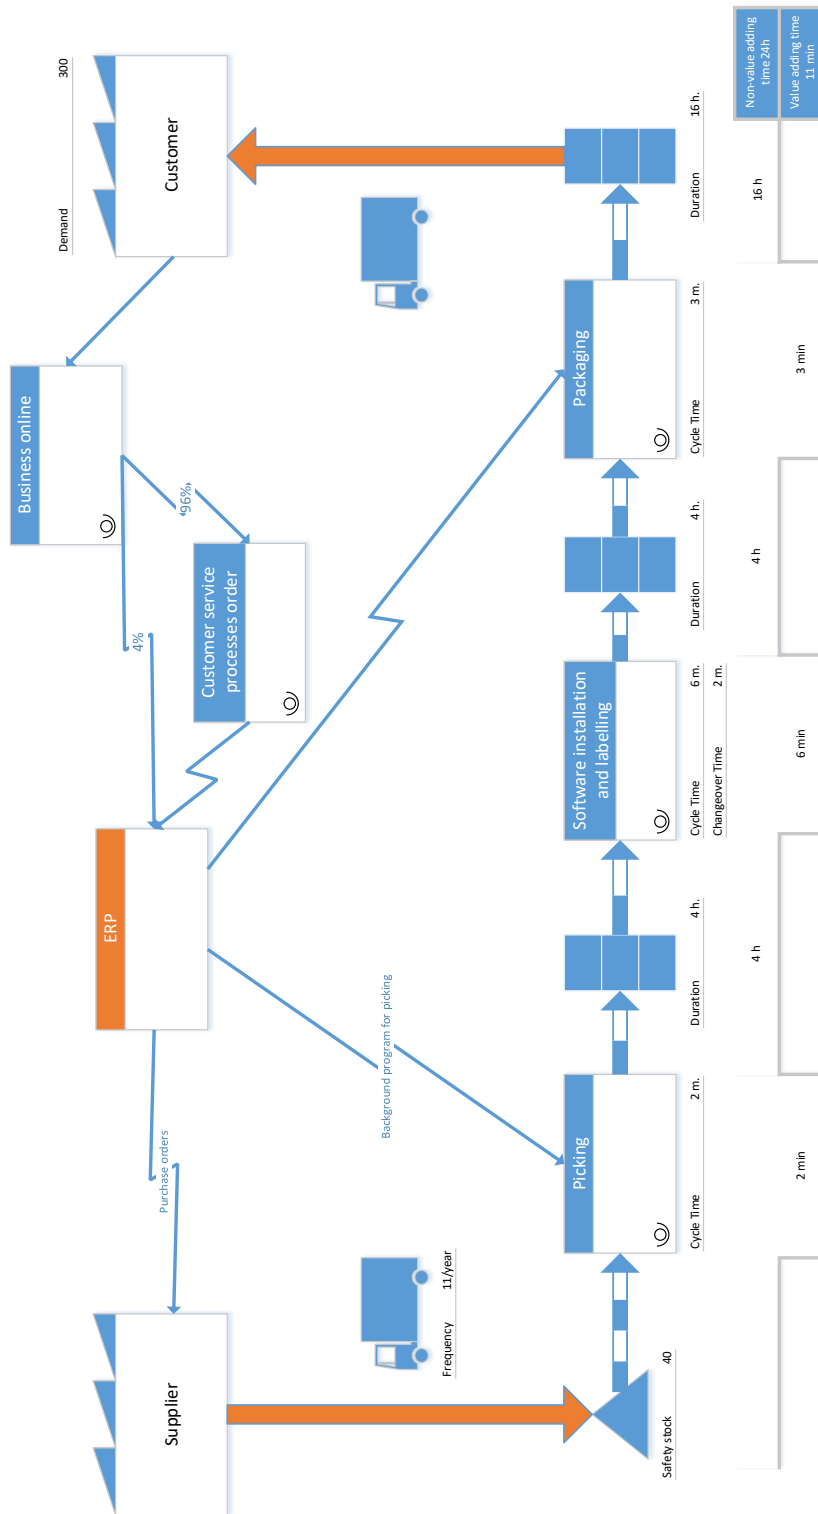 Supplier
Purchase orders
ERP
4%
96%
Business online
Customer service
processes order
Demand 300
Customer
Frequency 11/year
Background program for picking
Safety stock 40
Picking
Cycle Time 2 m.
Duration 4 h.
Software installation
and labelling
Cycle Time 6 m.
Changeover Time 2 m.
Duration 4 h.
Packaging
Cycle Time 3 m.
Duration 16 h.
2 min
4 h
6 min
4 h
3 min
16 h
Non-value adding
time 24h
Value adding time
11 min